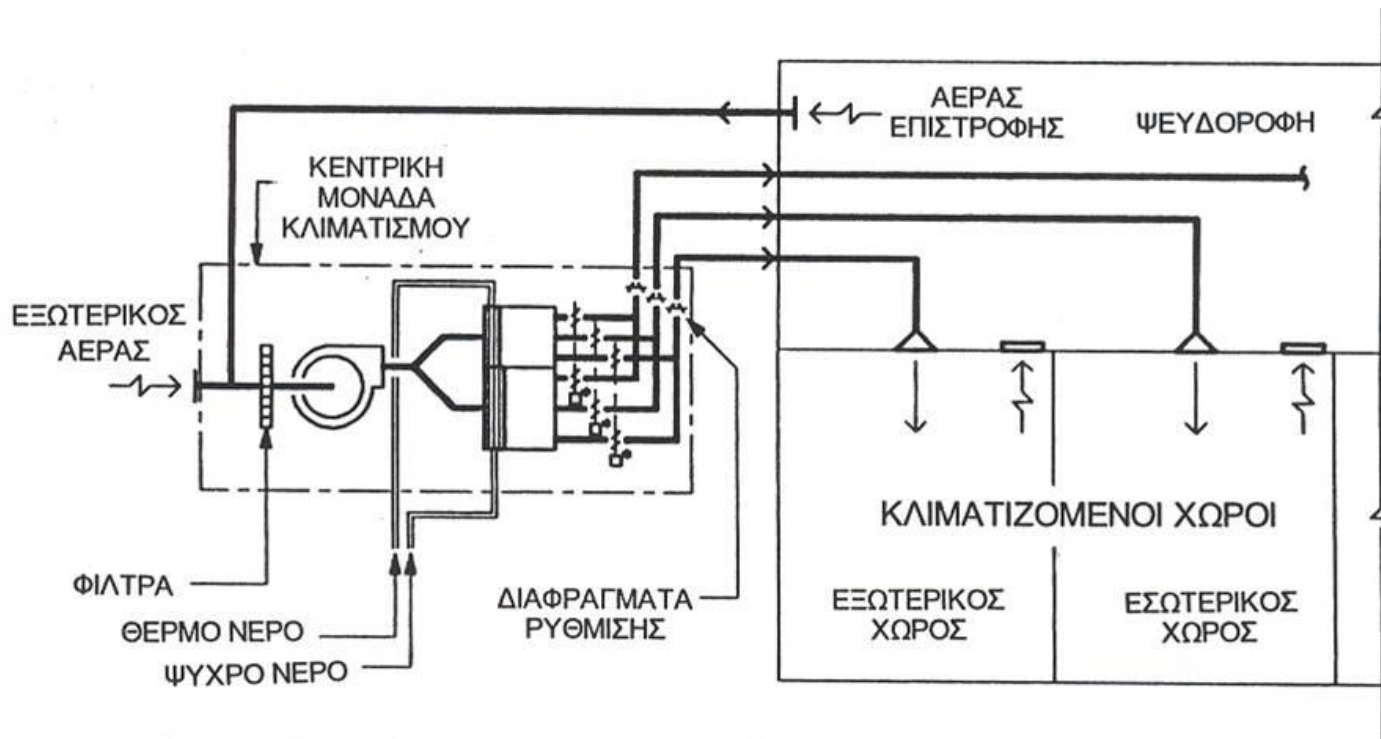 ΑΕΡΑΣ
ΕΠΙΣΤΡΟΦΗΣ
ΨΕΥΔΟΡΟΦΗ
ΚΕΝΤΡΙΚΗ
ΜΟΝΑΔΑ
ΚΛΙΜΑΤΙΣΜΟΥ
ΕΞΩΤΕΡΙΚΟΣ
ΑΕΡΑΣ
ΚΛΙΜΑΤΙΖΟΜΕΝΟΙ ΧΩΡΟΙ
ΦΙΛΤΡΑ
ΔΙΑΦΡΑΓΜΑΤΑ
ΡΥΘΜΙΣΗΣ
ΕΞΩΤΕΡΙΚΟΣ
ΧΩΡΟΣ
ΕΣΩΤΕΡΙΚΟΣ
ΧΩΡΟΣ
ΘΕΡΜΟ ΝΕΡΟ
ΨΥΧΡΟ ΝΕΡΟ